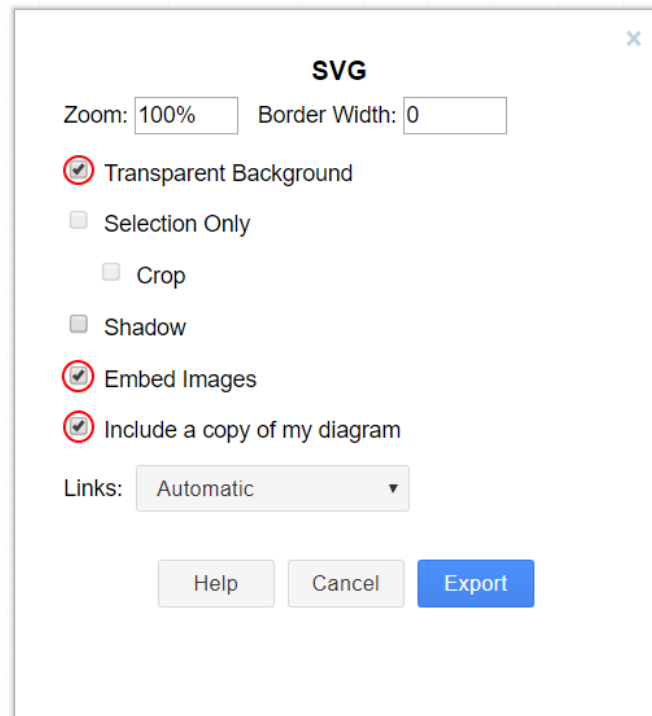 SVG
Zoom: 100% Border Width: 0
Transparent Background
Selection Only
Crop
Shadow
Embed Images
Include a copy of my diagram
Links: Automatic
Help Cancel Export